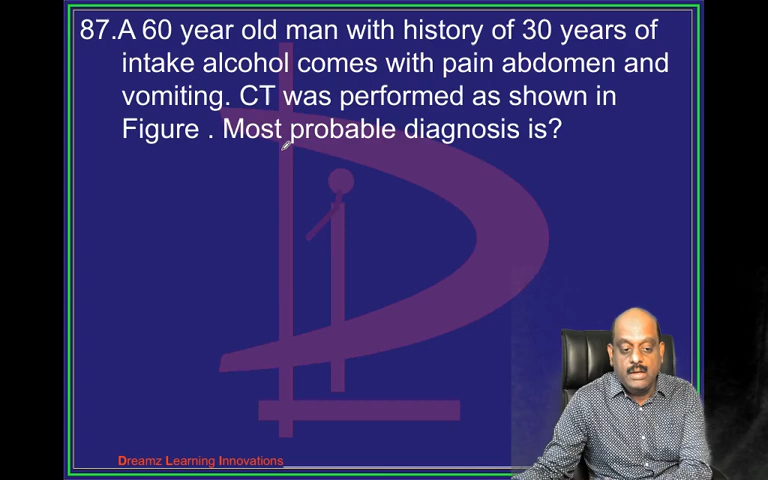 87.A 60 year old man with history of 30 years of
intake alcohol comes with pain abdomen and
vomiting. CT was performed as shown in
Figure . Most probable diagnosis is?
Dreamz Learning Innovations